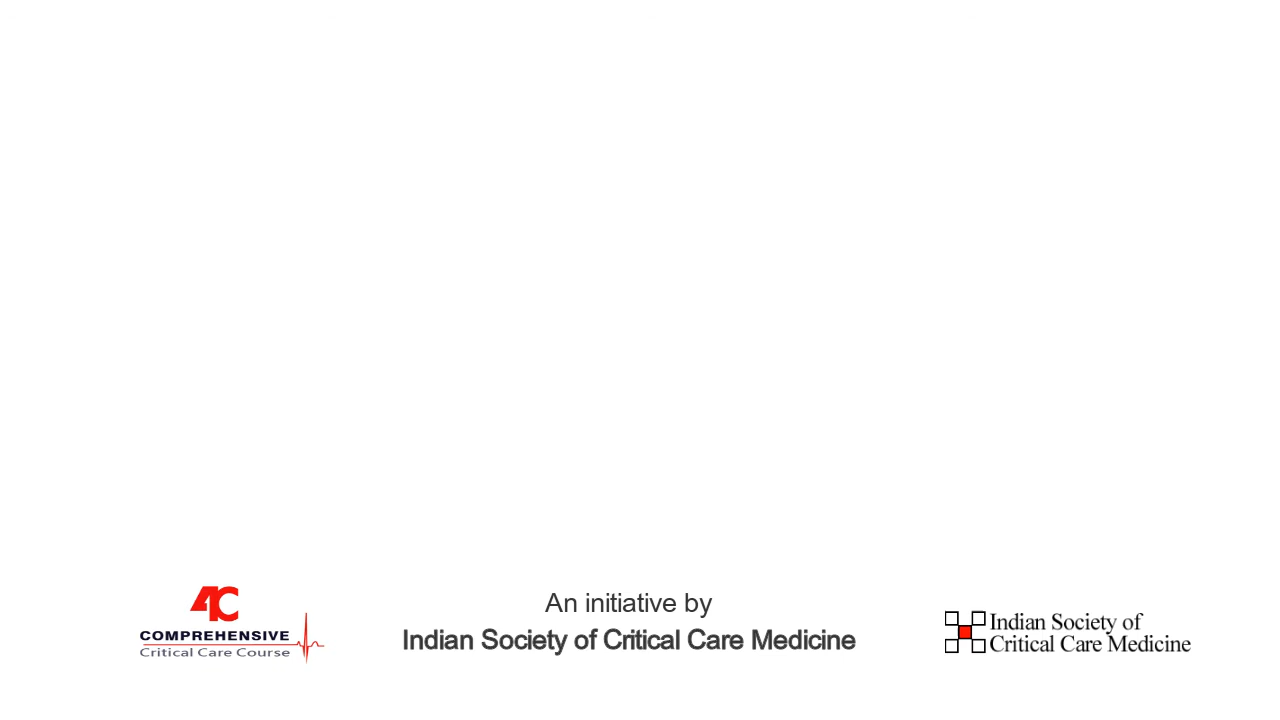 4C
COMPREHENSIVE
Critical Care Course
An initiative by
Indian Society of Critical Care Medicine
Indian Society of
Critical Care Medicine